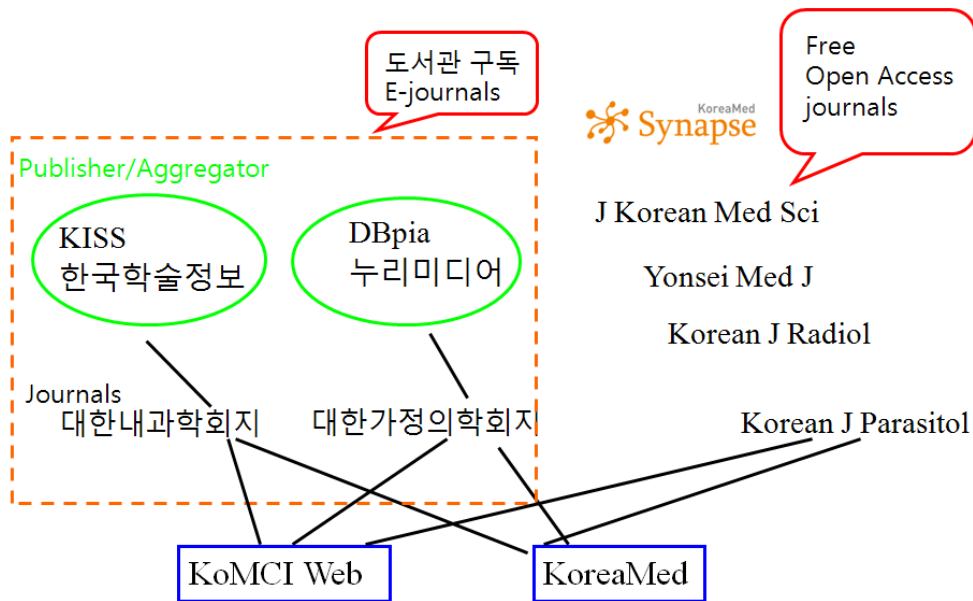 도서관 구독
E-journals
Free
Open Access
journals
KoreaMed
Synapse
Publisher/Aggregator
KISS
한국학술정보
DBpia
누리미디어
J Korean Med Sci
Yonsei Med J
Korean J Radiol
Journals
대한내과학회지
대한가정의학회지
Korean J Parasitol
KoMCI Web
KoreaMed